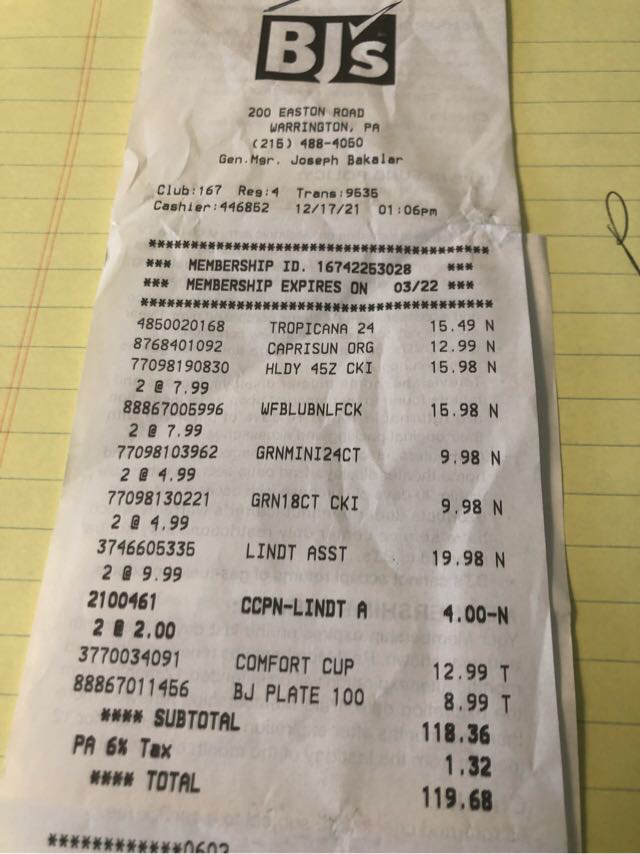 BJ's
200 EASTON ROAD
WARRINGTON, PA
(215) 488-4050
Gen.Mgr. Joseph Bakalar
Club:167 Reg:4 Trans:9535
Cashier:446852 12/17/21 01:06pm
****************************************
*** MEMBERSHIP ID. 16742253028 ***
*** MEMBERSHIP EXPIRES ON 03/22 ***
****************************************
4850020168 TROPICANA 24 15.49 N
8768401092 CAPRISUN ORG 12.99 N
77098190830 HLDY 45Z CKI 15.98 N
2 @ 7.99
88867005996 WFBLUBNLFCK 15.98 N
2 @ 7.99
77098103962 GRNMINI24CT 9.98 N
2 @ 4.99
77098130221 GRN18CT CKI 9.98 N
2 @ 4.99
3746605335 LINDT ASST 19.98 N
2 @ 9.99
2100461 CCPN-LINDT A 4.00-N
2 @ 2.00
3770034091 COMFORT CUP 12.99 T
88867011456 BJ PLATE 100 8.99 T
**** SUBTOTAL 118.36
PA 6% Tax 1.32
**** TOTAL 119.68
************0603